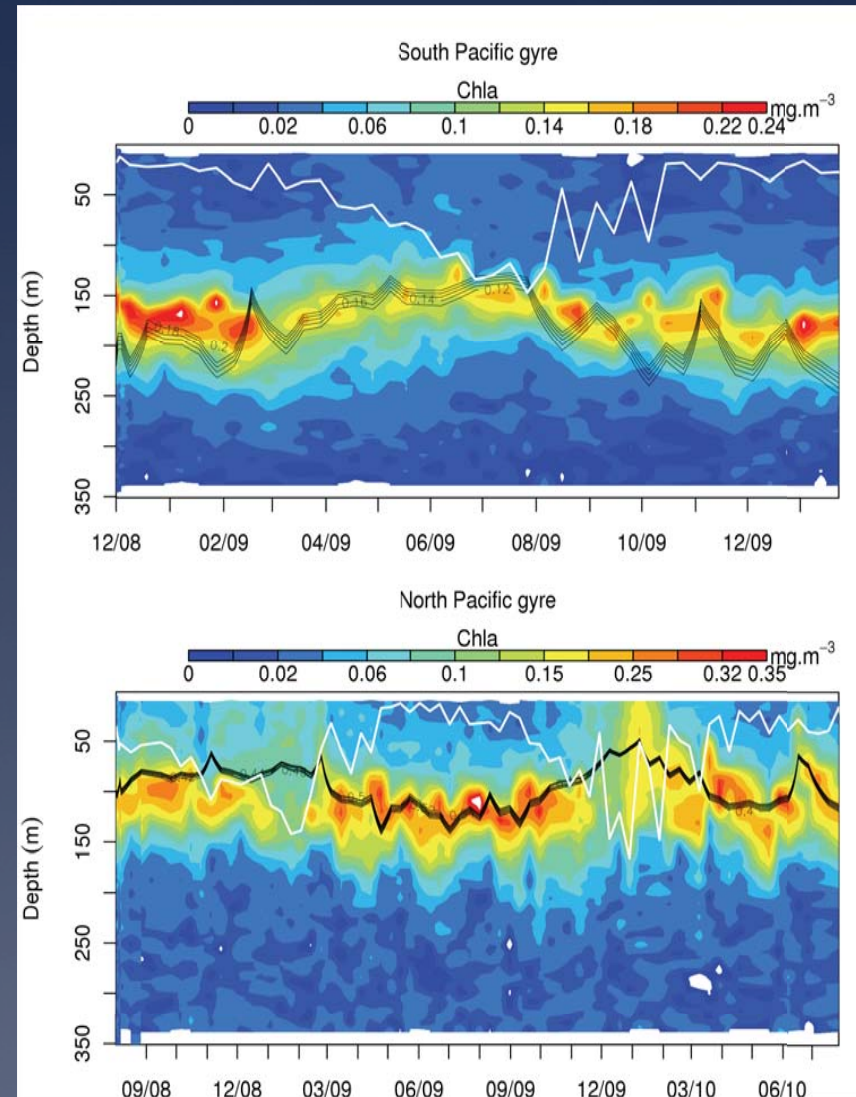 South Pacific gyre
Chla
mg.m⁻³
0 0.02 0.06 0.1 0.14 0.18 0.22 0.24
Depth (m)
50
150
250
350
0.18
0.2
0.16
0.14
0.12
12/08 02/09 04/09 06/09 08/09 10/09 12/09
North Pacific gyre
Chla
mg.m⁻³
0 0.02 0.06 0.1 0.15 0.25 0.32 0.35
Depth (m)
50
150
250
350
0.4
09/08 12/08 03/09 06/09 09/09 12/09 03/10 06/10